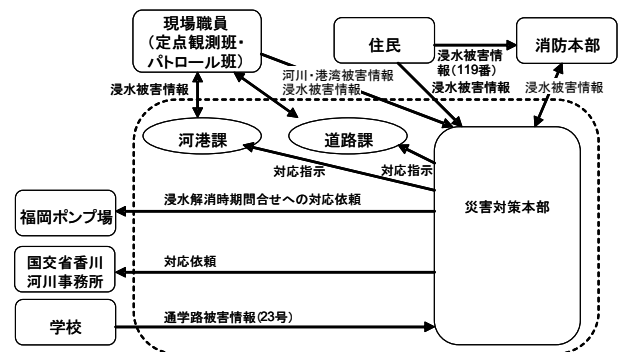 現場職員
（定点観測班・
パトロール班）
住民
消防本部
浸水被害情
報（119番）
浸水被害情報
河川・港湾被害情報
浸水被害情報
浸水被害情報
浸水被害情報
河港課
道路課
対応指示
対応指示
災害対策本部
福岡ポンプ場
浸水解消時期問合せへの対応依頼
国交省香川
河川事務所
対応依頼
学校
通学路被害情報（23号）